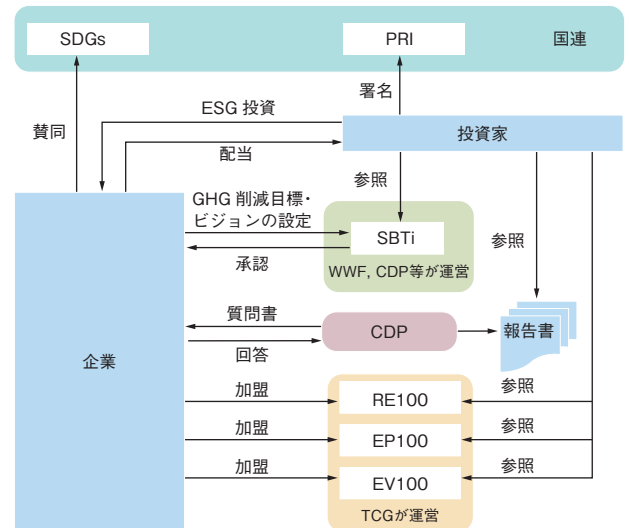 SDGs
PRI
国連
署名
ESG 投資
賛同
投資家
配当
参照
GHG 削減目標・
ビジョンの設定
SBTi
参照
承認
WWF, CDP等が運営
質問書
CDP
報告書
企業
回答
加盟
RE100
参照
加盟
EP100
参照
加盟
EV100
参照
TCGが運営